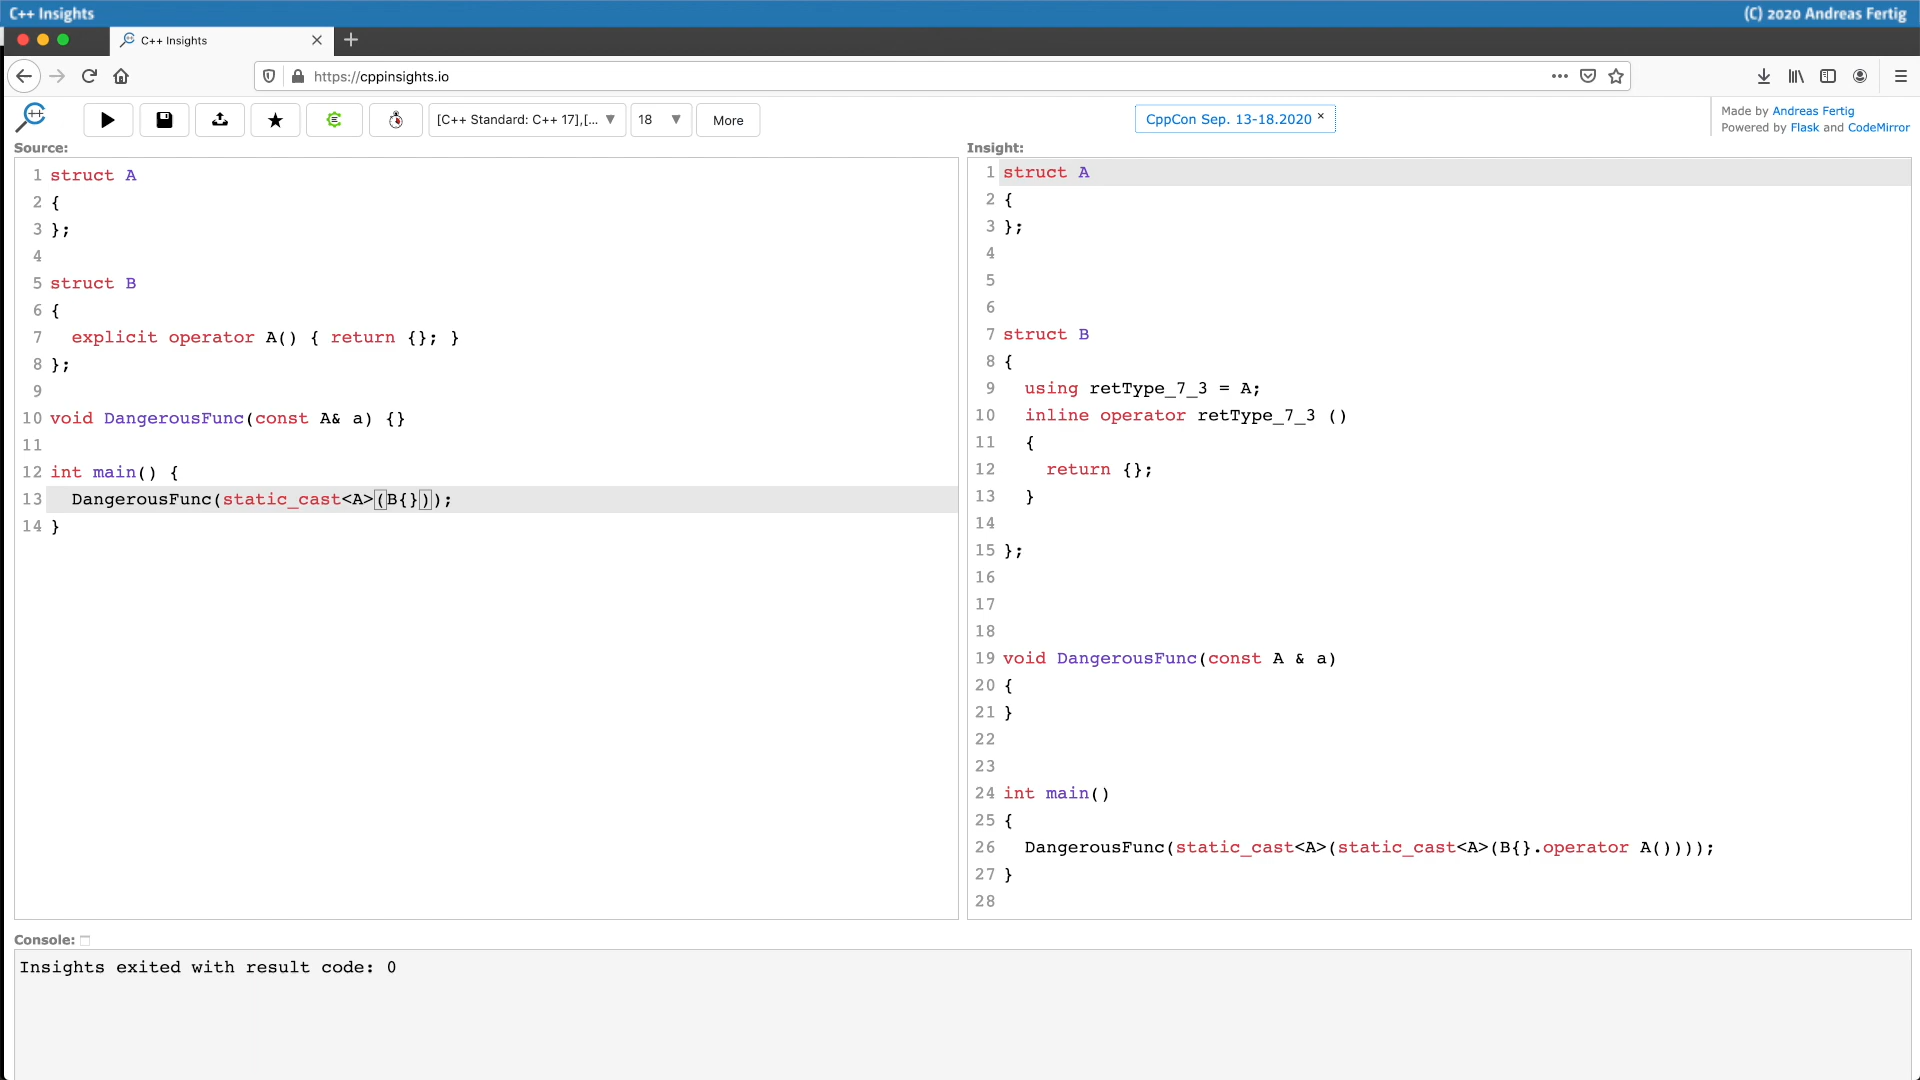 C++ Insights
(C) 2020 Andreas Fertig
C++ Insights
https://cppinsights.io
[C++ Standard: C++ 17],[...
18
More
CppCon Sep. 13-18.2020 ×
Made by Andreas Fertig
Powered by Flask and CodeMirror
Source:
1 struct A
2 {
3 };
4
5 struct B
6 {
7   explicit operator A() { return {}; }
8 };
9
10 void DangerousFunc(const A& a) {}
11
12 int main() {
13   DangerousFunc(static_cast<A>(B{}));
14 }
Insight:
1 struct A
2 {
3 };
4
5
6
7 struct B
8 {
9   using retType_7_3 = A;
10   inline operator retType_7_3 ()
11   {
12     return {};
13   }
14
15 };
16
17
18
19 void DangerousFunc(const A & a)
20 {
21 }
22
23
24 int main()
25 {
26   DangerousFunc(static_cast<A>(static_cast<A>(B{}.operator A())));
27 }
28
Console:
Insights exited with result code: 0